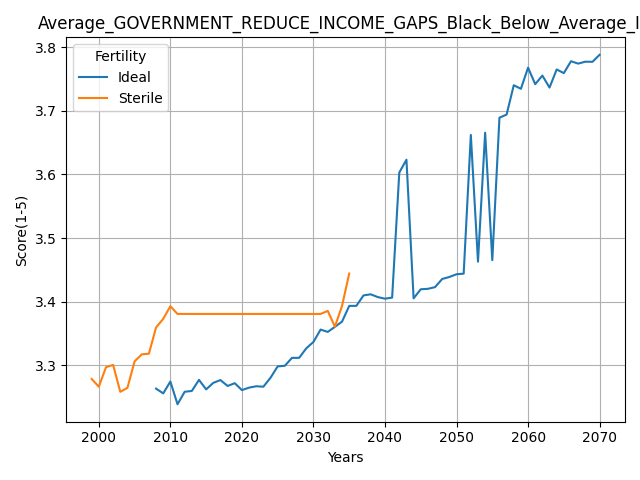 Average_GOVERNMENT_REDUCE_INCOME_GAPS_Black_Below_Average_I
Fertility
Ideal
Sterile
3.8
3.7
3.6
3.5
3.4
3.3
Score(1-5)
2000 2010 2020 2030 2040 2050 2060 2070
Years